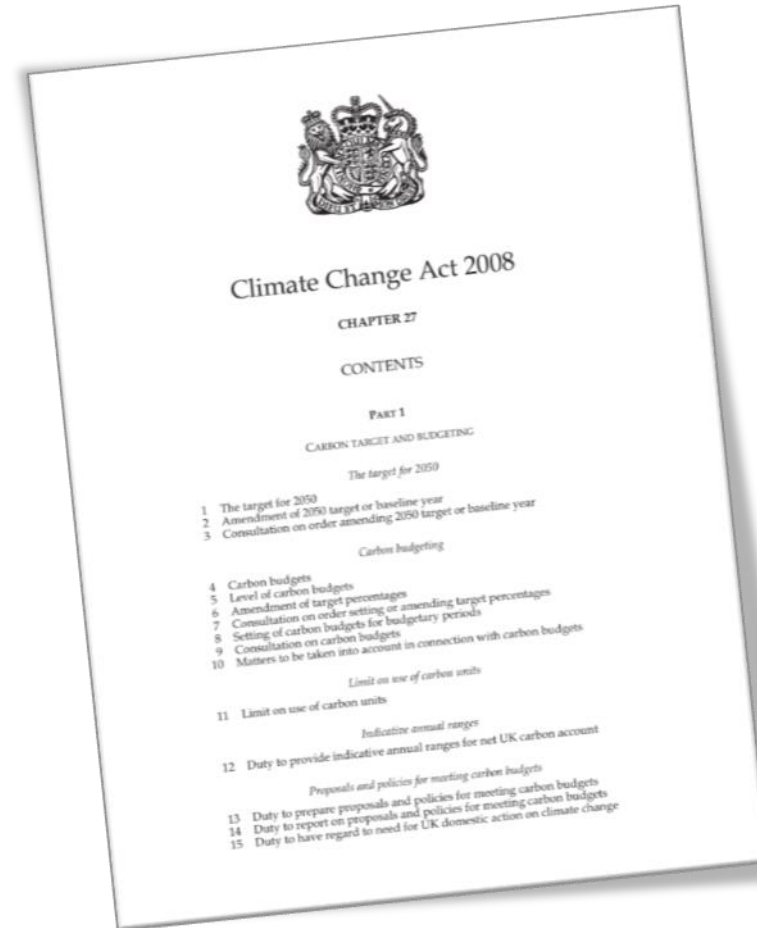 Climate Change Act 2008
CHAPTER 27
CONTENTS
PART 1
CARBON TARGET AND BUDGETING
The target for 2050
1 The target for 2050
2 Amendment of 2050 target or baseline year
3 Consultation on order amending 2050 target or baseline year
Carbon budgeting
4 Carbon budgets
5 Level of carbon budgets
6 Amendment of target percentages
7 Consultation on order setting or amending target percentages
8 Setting of carbon budgets for budgetary periods
9 Consultation on carbon budgets
10 Matters to be taken into account in connection with carbon budgets
Limit on use of carbon units
11 Limit on use of carbon units
Indicative annual ranges
12 Duty to provide indicative annual ranges for net UK carbon account
Proposals and policies for meeting carbon budgets
13 Duty to prepare proposals and policies for meeting carbon budgets
14 Duty to report on proposals and policies for meeting carbon budgets
15 Duty to have regard to need for UK domestic action on climate change